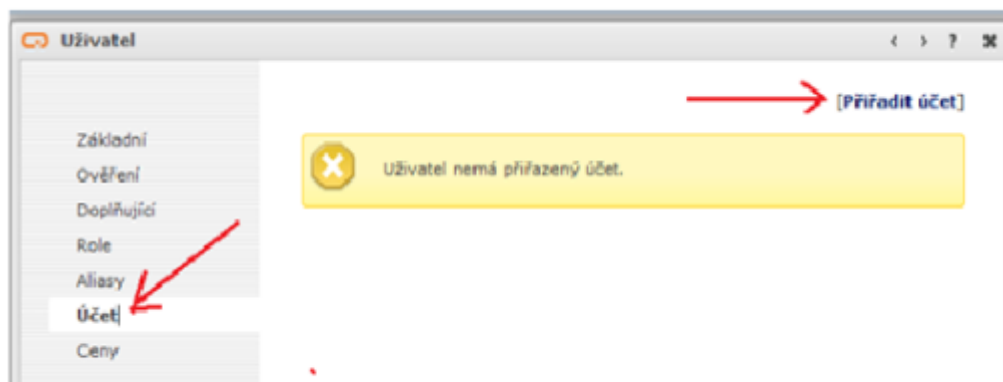 Uživatel
[Přiřadit účet]
Základní
Ověření
Doplňující
Role
Aliasy
Účet
Ceny
Uživatel nemá přiřazený účet.